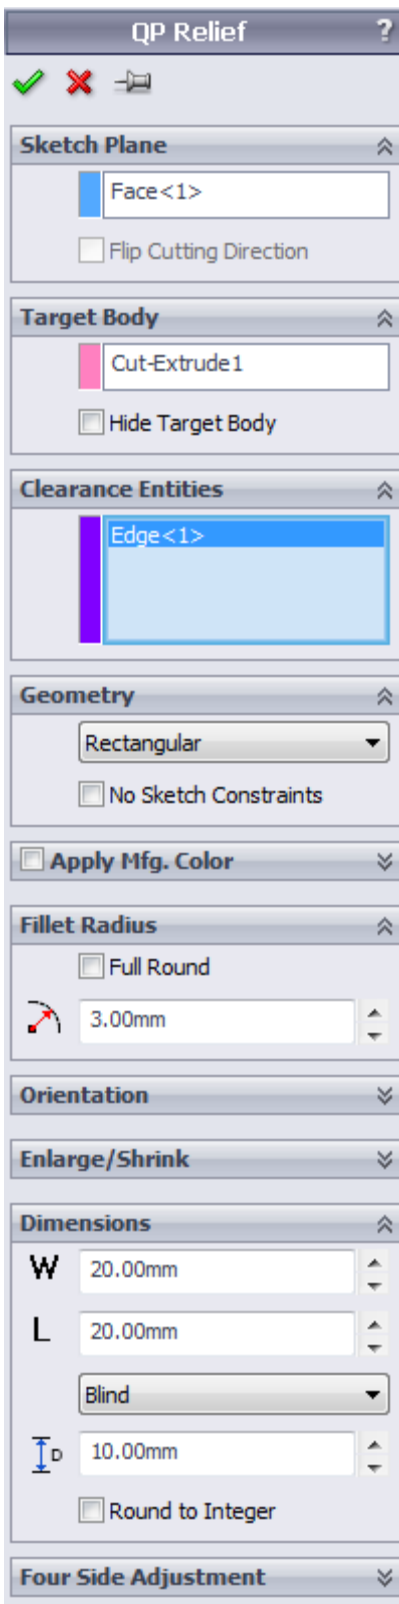 QP Relief ?
Sketch Plane
Face<1>
Flip Cutting Direction
Target Body
Cut-Extrude1
Hide Target Body
Clearance Entities
Edge<1>
Geometry
Rectangular
No Sketch Constraints
Apply Mfg. Color
Fillet Radius
Full Round
3.00mm
Orientation
Enlarge/Shrink
Dimensions
W 20.00mm
L 20.00mm
Blind
D 10.00mm
Round to Integer
Four Side Adjustment